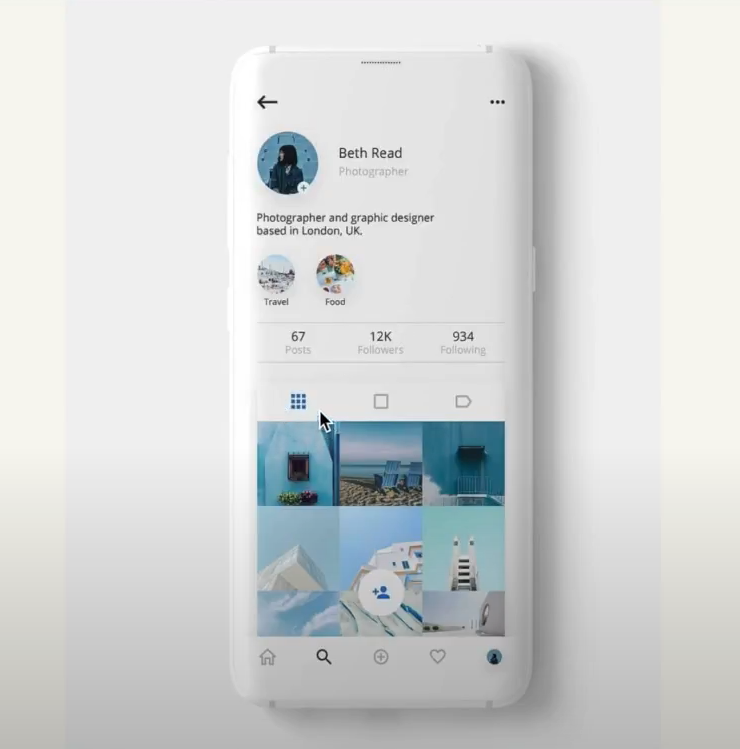 Beth Read
Photographer
Photographer and graphic designer
based in London, UK.
Travel Food
67 12K 934
Posts Followers Following